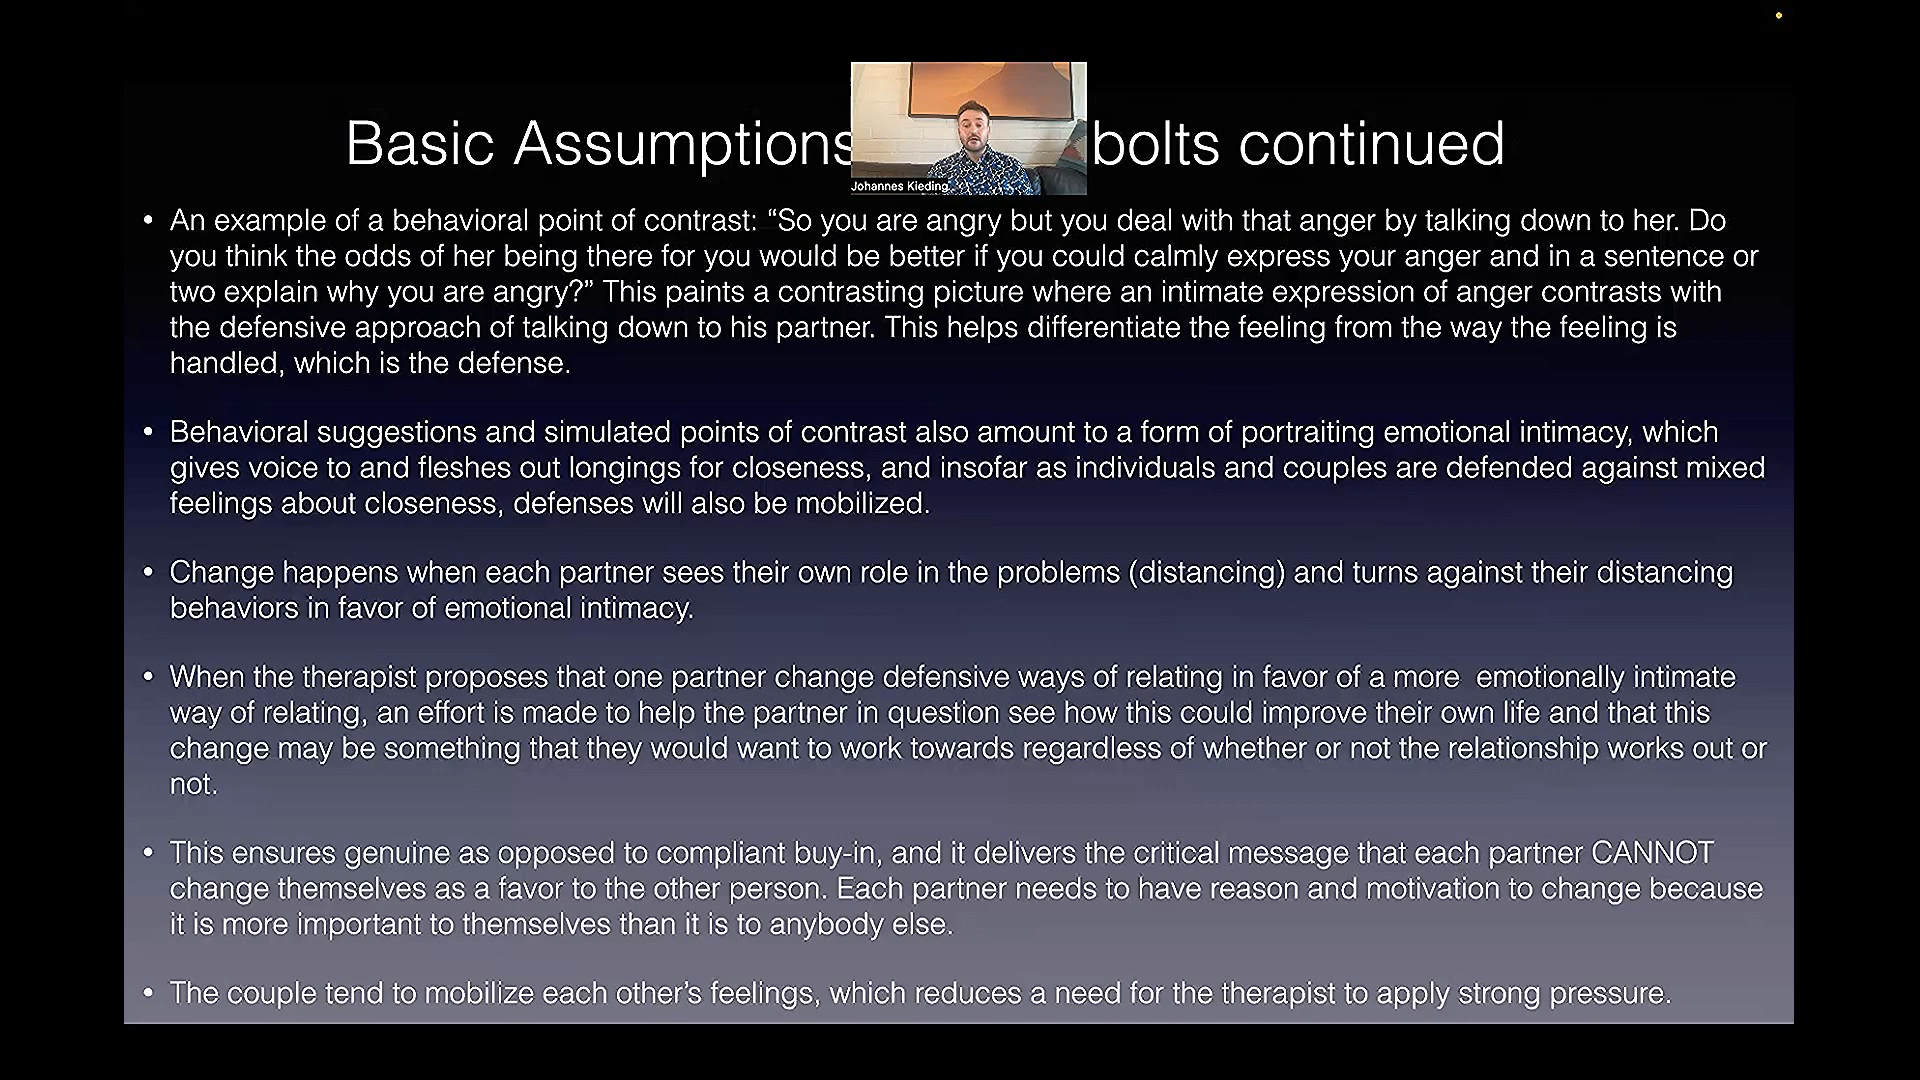 Basic Assumptions bolts continued
Johannes Kieding
• An example of a behavioral point of contrast: “So you are angry but you deal with that anger by talking down to her. Do
you think the odds of her being there for you would be better if you could calmly express your anger and in a sentence or
two explain why you are angry?” This paints a contrasting picture where an intimate expression of anger contrasts with
the defensive approach of talking down to his partner. This helps differentiate the feeling from the way the feeling is
handled, which is the defense.
• Behavioral suggestions and simulated points of contrast also amount to a form of portraiting emotional intimacy, which
gives voice to and fleshes out longings for closeness, and insofar as individuals and couples are defended against mixed
feelings about closeness, defenses will also be mobilized.
• Change happens when each partner sees their own role in the problems (distancing) and turns against their distancing
behaviors in favor of emotional intimacy.
• When the therapist proposes that one partner change defensive ways of relating in favor of a more emotionally intimate
way of relating, an effort is made to help the partner in question see how this could improve their own life and that this
change may be something that they would want to work towards regardless of whether or not the relationship works out or
not.
• This ensures genuine as opposed to compliant buy-in, and it delivers the critical message that each partner CANNOT
change themselves as a favor to the other person. Each partner needs to have reason and motivation to change because
it is more important to themselves than it is to anybody else.
• The couple tend to mobilize each other’s feelings, which reduces a need for the therapist to apply strong pressure.